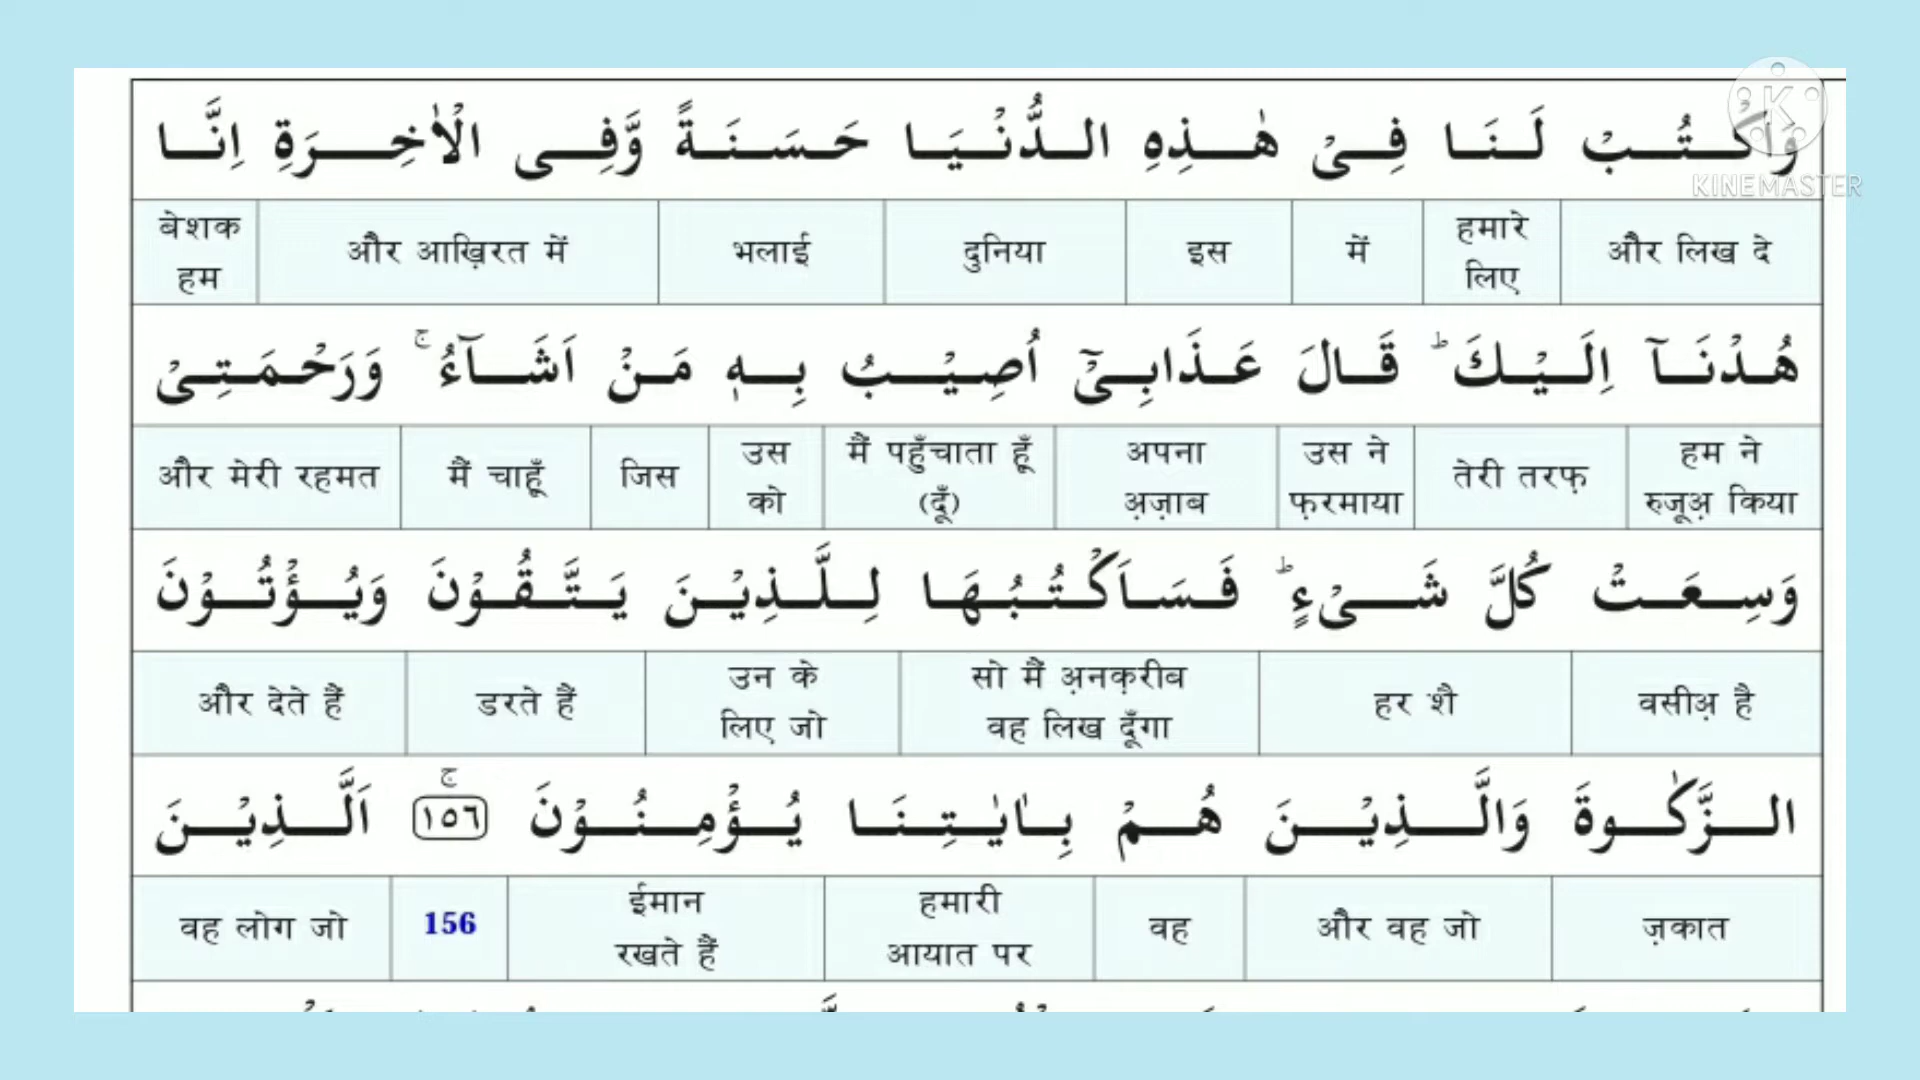 وَاكْتُبْ لَنَا فِىْ هٰذِهِ الدُّنْيَا حَسَنَةً وَّفِى الْاٰخِرَةِ اِنَّا
और लिख दे हमारे लिए में इस दुनिया भलाई और आख़िरत में बेशक हम
هُدْنَآ اِلَيْكَ ؕ قَالَ عَذَابِىْٓ اُصِيْبُ بِهٖ مَنْ اَشَآءُ ۚ وَرَحْمَتِىْ
हम ने रुजूअ़ किया तेरी तरफ़ उस ने फ़रमाया अपना अ़ज़ाब मैं पहुँचाता हूँ (दूँ) उस को जिस मैं चाहूँ और मेरी रहमत
وَسِعَتْ كُلَّ شَىْءٍ ؕ فَسَاَكْتُبُهَا لِلَّذِيْنَ يَتَّقُوْنَ وَيُؤْتُوْنَ
वसीअ़ है हर शै सो मैं अ़नक़रीब वह लिख दूँगा उन के लिए जो डरते हैं और देते हैं
الزَّكٰوةَ وَالَّذِيْنَ هُمْ بِاٰيٰتِنَا يُؤْمِنُوْنَ ۚ ١٥٦ اَلَّذِيْنَ
ज़कात और वह जो वह हमारी आयात पर ईमान रखते हैं 156 वह लोग जो
KINEMASTER